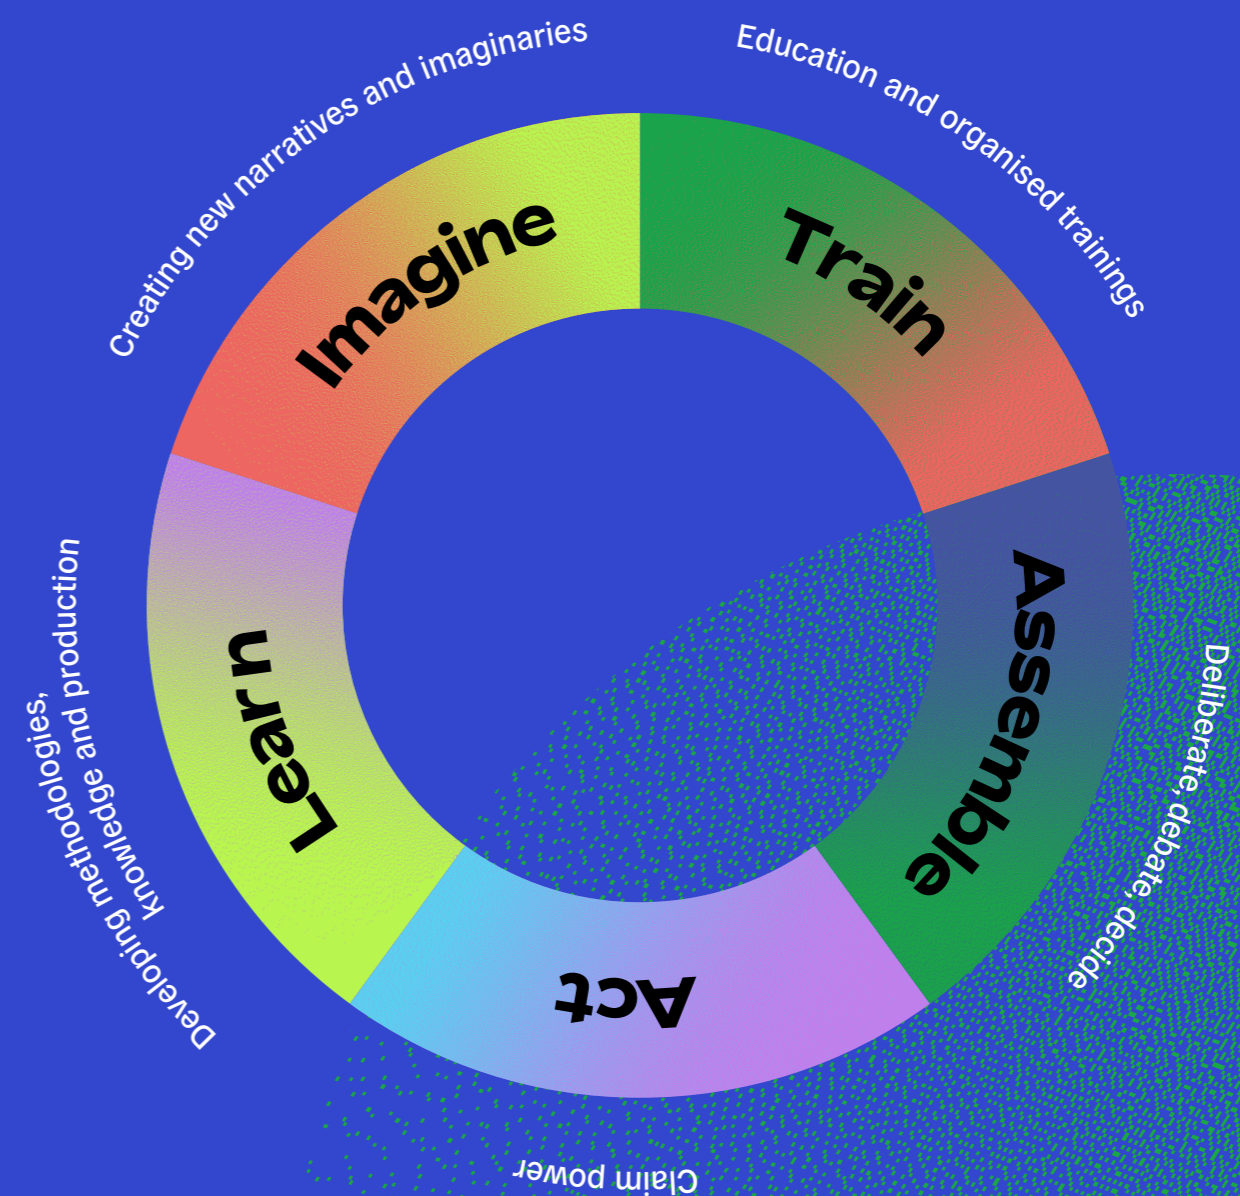 Creating new narratives and imaginaries
Imagine
Education and organised trainings
Train
Assemble
Deliberate, debate, decide
Act
Claim power
Learn
Developing methodologies,
knowledge and production